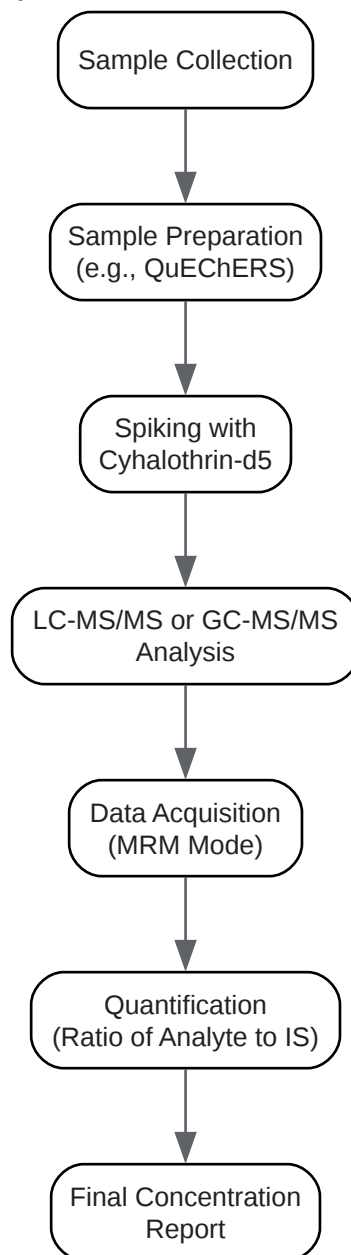 Sample Collection
Sample Preparation
(e.g., QuEChERS)
Spiking with
Cyhalothrin-d5
LC-MS/MS or GC-MS/MS
Analysis
Data Acquisition
(MRM Mode)
Quantification
(Ratio of Analyte to IS)
Final Concentration
Report